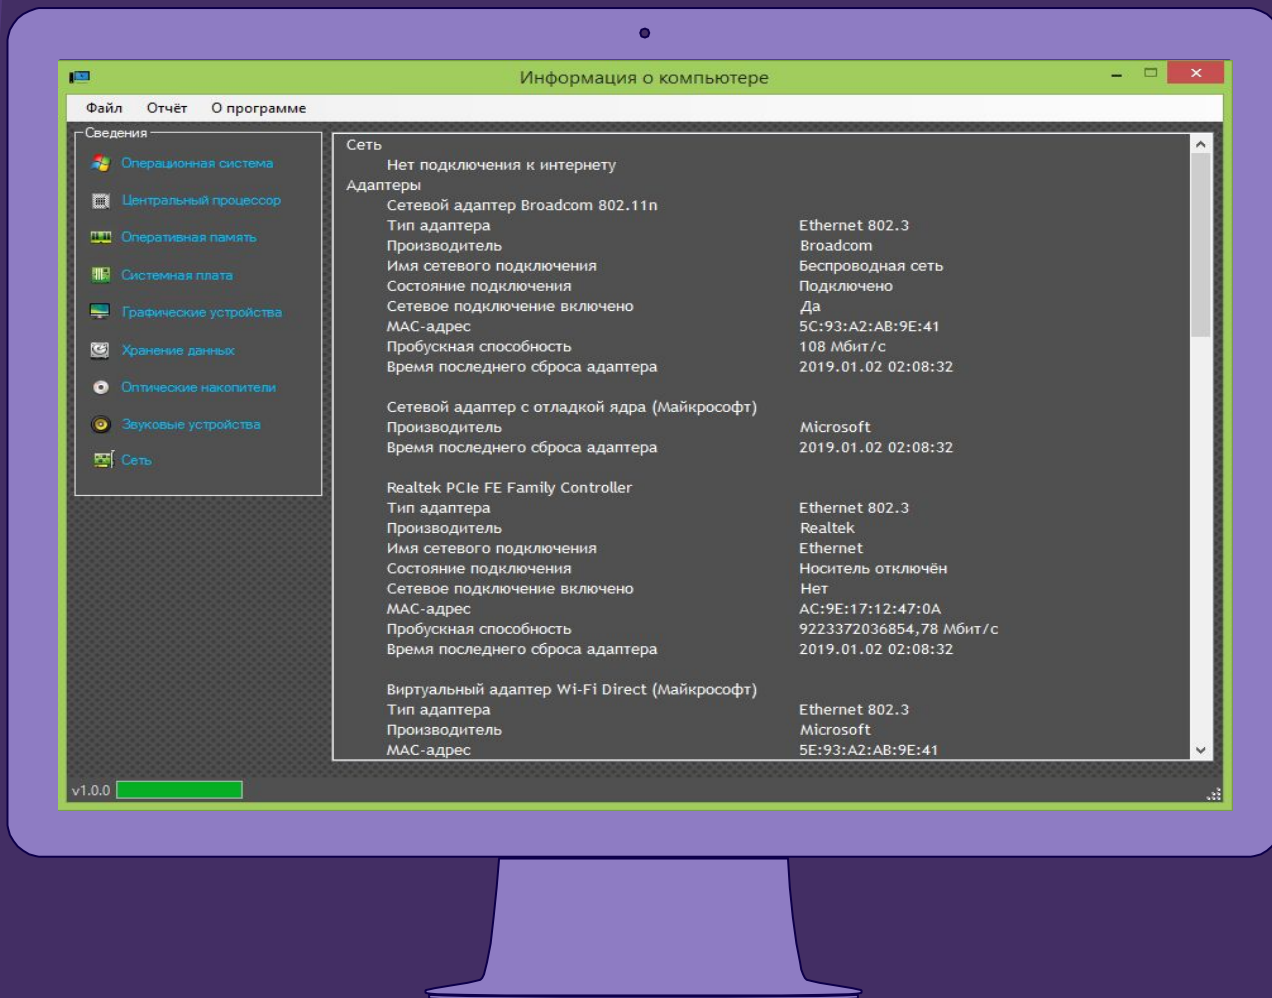 Информация о компьютере
Файл Отчёт О программе
Сведения
Операционная система
Центральный процессор
Оперативная память
Системная плата
Графические устройства
Хранение данных
Оптические накопители
Звуковые устройства
Сеть
Сеть
Нет подключения к интернету
Адаптеры
Сетевой адаптер Broadcom 802.11n
Тип адаптера Ethernet 802.3
Производитель Broadcom
Имя сетевого подключения Беспроводная сеть
Состояние подключения Подключено
Сетевое подключение включено Да
MAC-адрес 5C:93:A2:AB:9E:41
Пробускная способность 108 Мбит/с
Время последнего сброса адаптера 2019.01.02 02:08:32
Сетевой адаптер с отладкой ядра (Майкрософт)
Производитель Microsoft
Время последнего сброса адаптера 2019.01.02 02:08:32
Realtek PCIe FE Family Controller
Тип адаптера Ethernet 802.3
Производитель Realtek
Имя сетевого подключения Ethernet
Состояние подключения Носитель отключён
Сетевое подключение включено Нет
MAC-адрес AC:9E:17:12:47:0A
Пробускная способность 9223372036854,78 Мбит/с
Время последнего сброса адаптера 2019.01.02 02:08:32
Виртуальный адаптер Wi-Fi Direct (Майкрософт)
Тип адаптера Ethernet 802.3
Производитель Microsoft
MAC-адрес 5E:93:A2:AB:9E:41
v1.0.0